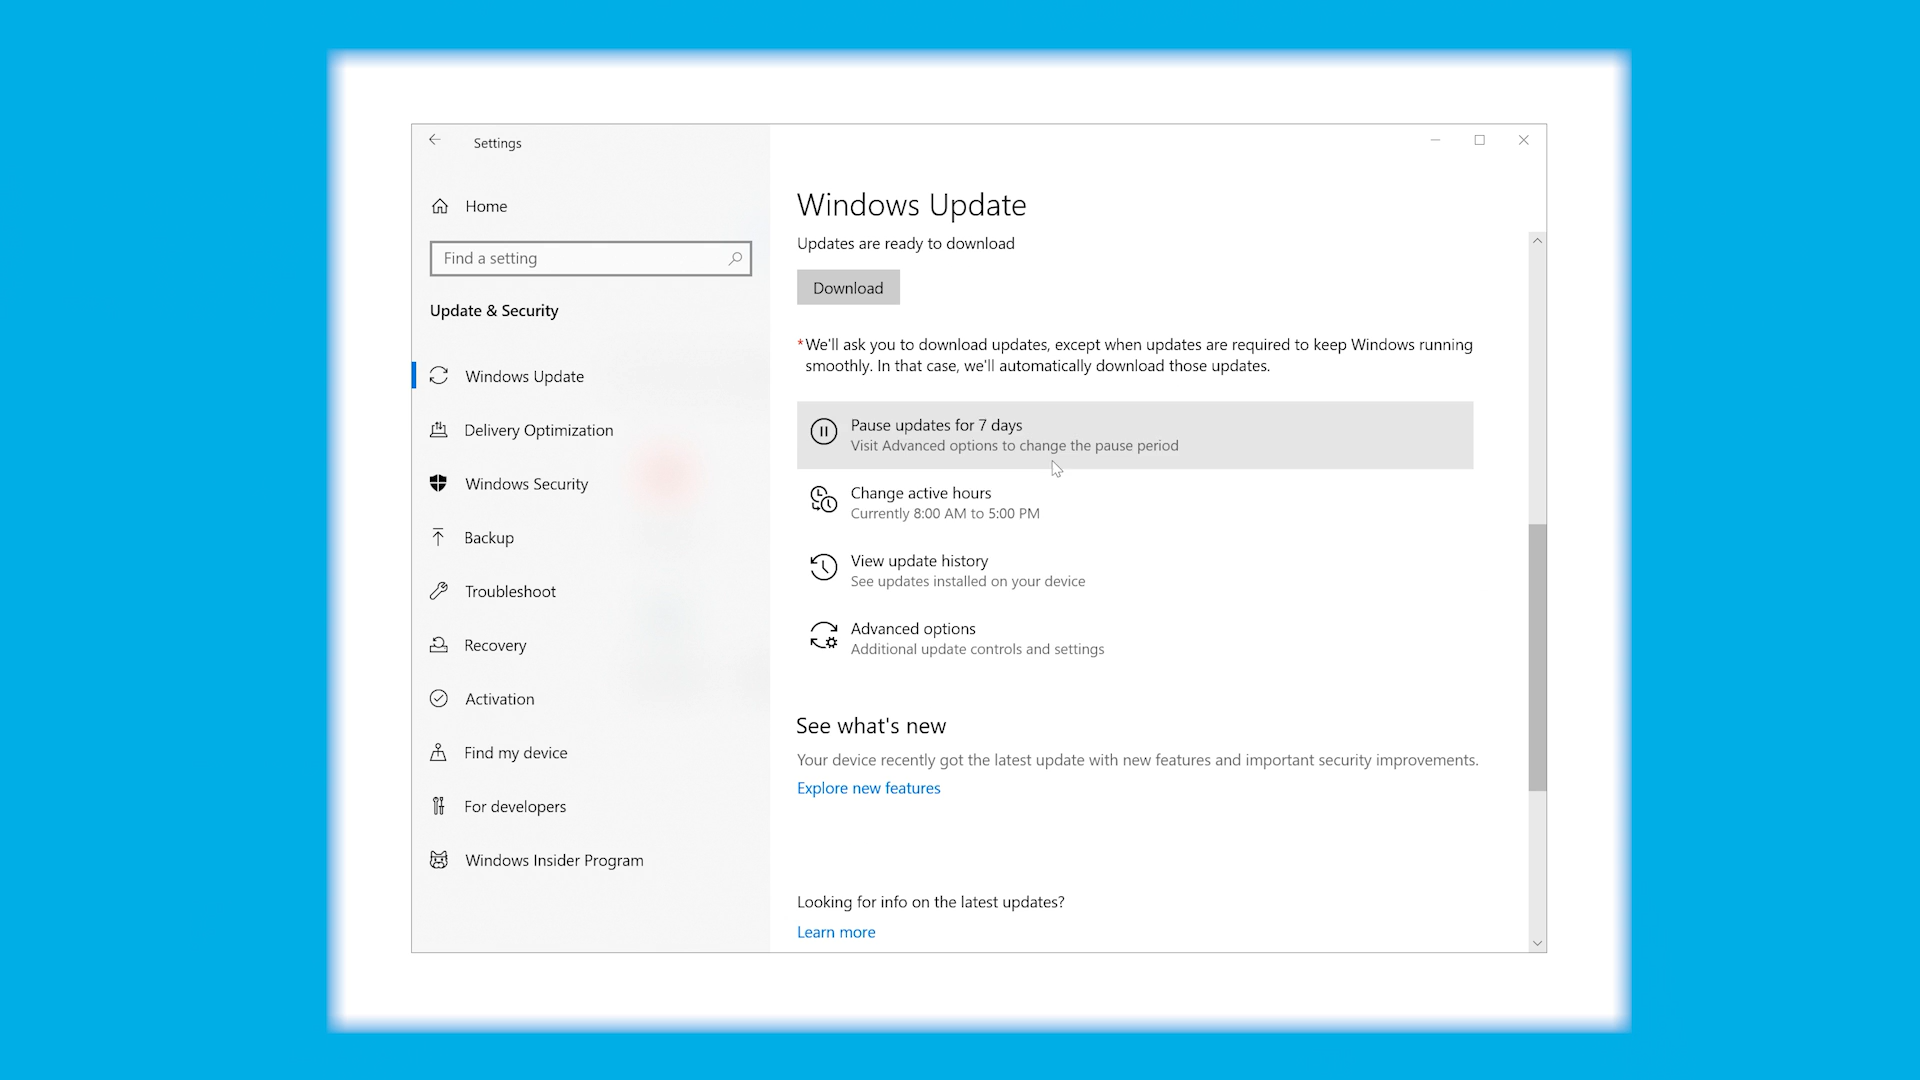 Settings
Home
Find a setting
Update & Security
Windows Update
Delivery Optimization
Windows Security
Backup
Troubleshoot
Recovery
Activation
Find my device
For developers
Windows Insider Program
Windows Update
Updates are ready to download
Download
*We'll ask you to download updates, except when updates are required to keep Windows running
smoothly. In that case, we'll automatically download those updates.
Pause updates for 7 days
Visit Advanced options to change the pause period
Change active hours
Currently 8:00 AM to 5:00 PM
View update history
See updates installed on your device
Advanced options
Additional update controls and settings
See what's new
Your device recently got the latest update with new features and important security improvements.
Explore new features
Looking for info on the latest updates?
Learn more